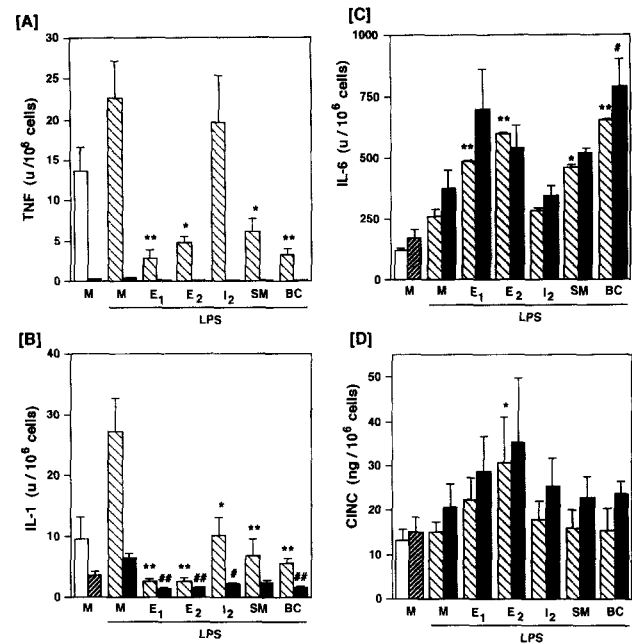 [A]
TNF (u /10⁶ cells)
30
25
20
15
10
5
0
** * * **
M M E₁ E₂ I₂ SM BC
LPS
[B]
IL-1 (u / 10⁶ cells)
40
30
20
10
0
** ## ** ## * # ** ** ##
M M E₁ E₂ I₂ SM BC
LPS
[C]
IL-6 (u / 10⁶ cells)
1000
750
500
250
0
** ** * ** #
M M E₁ E₂ I₂ SM BC
LPS
[D]
CINC (ng / 10⁶ cells)
50
40
30
20
10
0
*
M M E₁ E₂ I₂ SM BC
LPS